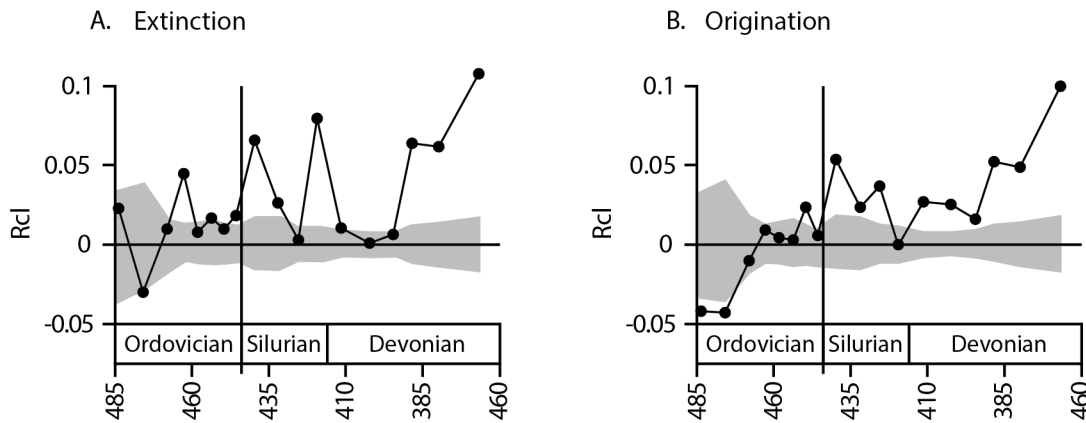 A. Extinction
0.1
0.05
0
-0.05
Rcl
Ordovician Silurian Devonian
485 460 435 410 385 460
B. Origination
0.1
0.05
0
-0.05
Rcl
Ordovician Silurian Devonian
485 460 435 410 385 460